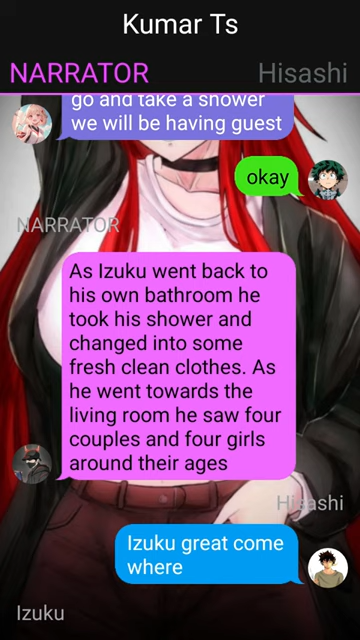 Kumar Ts
NARRATOR
Hisashi
go and take a shower
we will be having guest
okay
NARRATOR
As Izuku went back to
his own bathroom he
took his shower and
changed into some
fresh clean clothes. As
he went towards the
living room he saw four
couples and four girls
around their ages
Hisashi
Izuku great come
where
Izuku